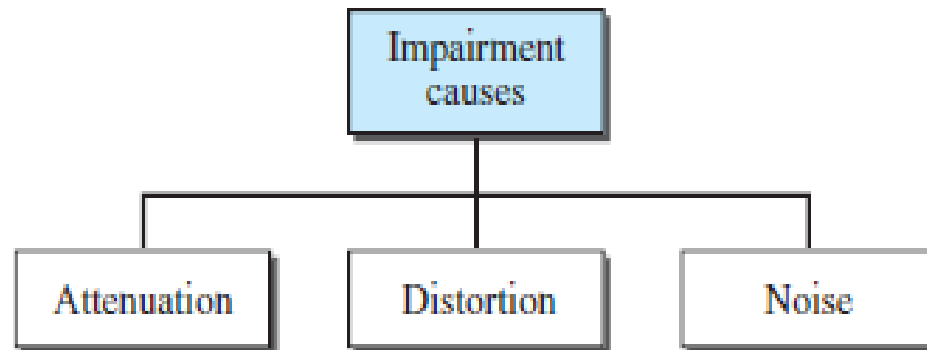 Impairment
causes
Attenuation
Distortion
Noise